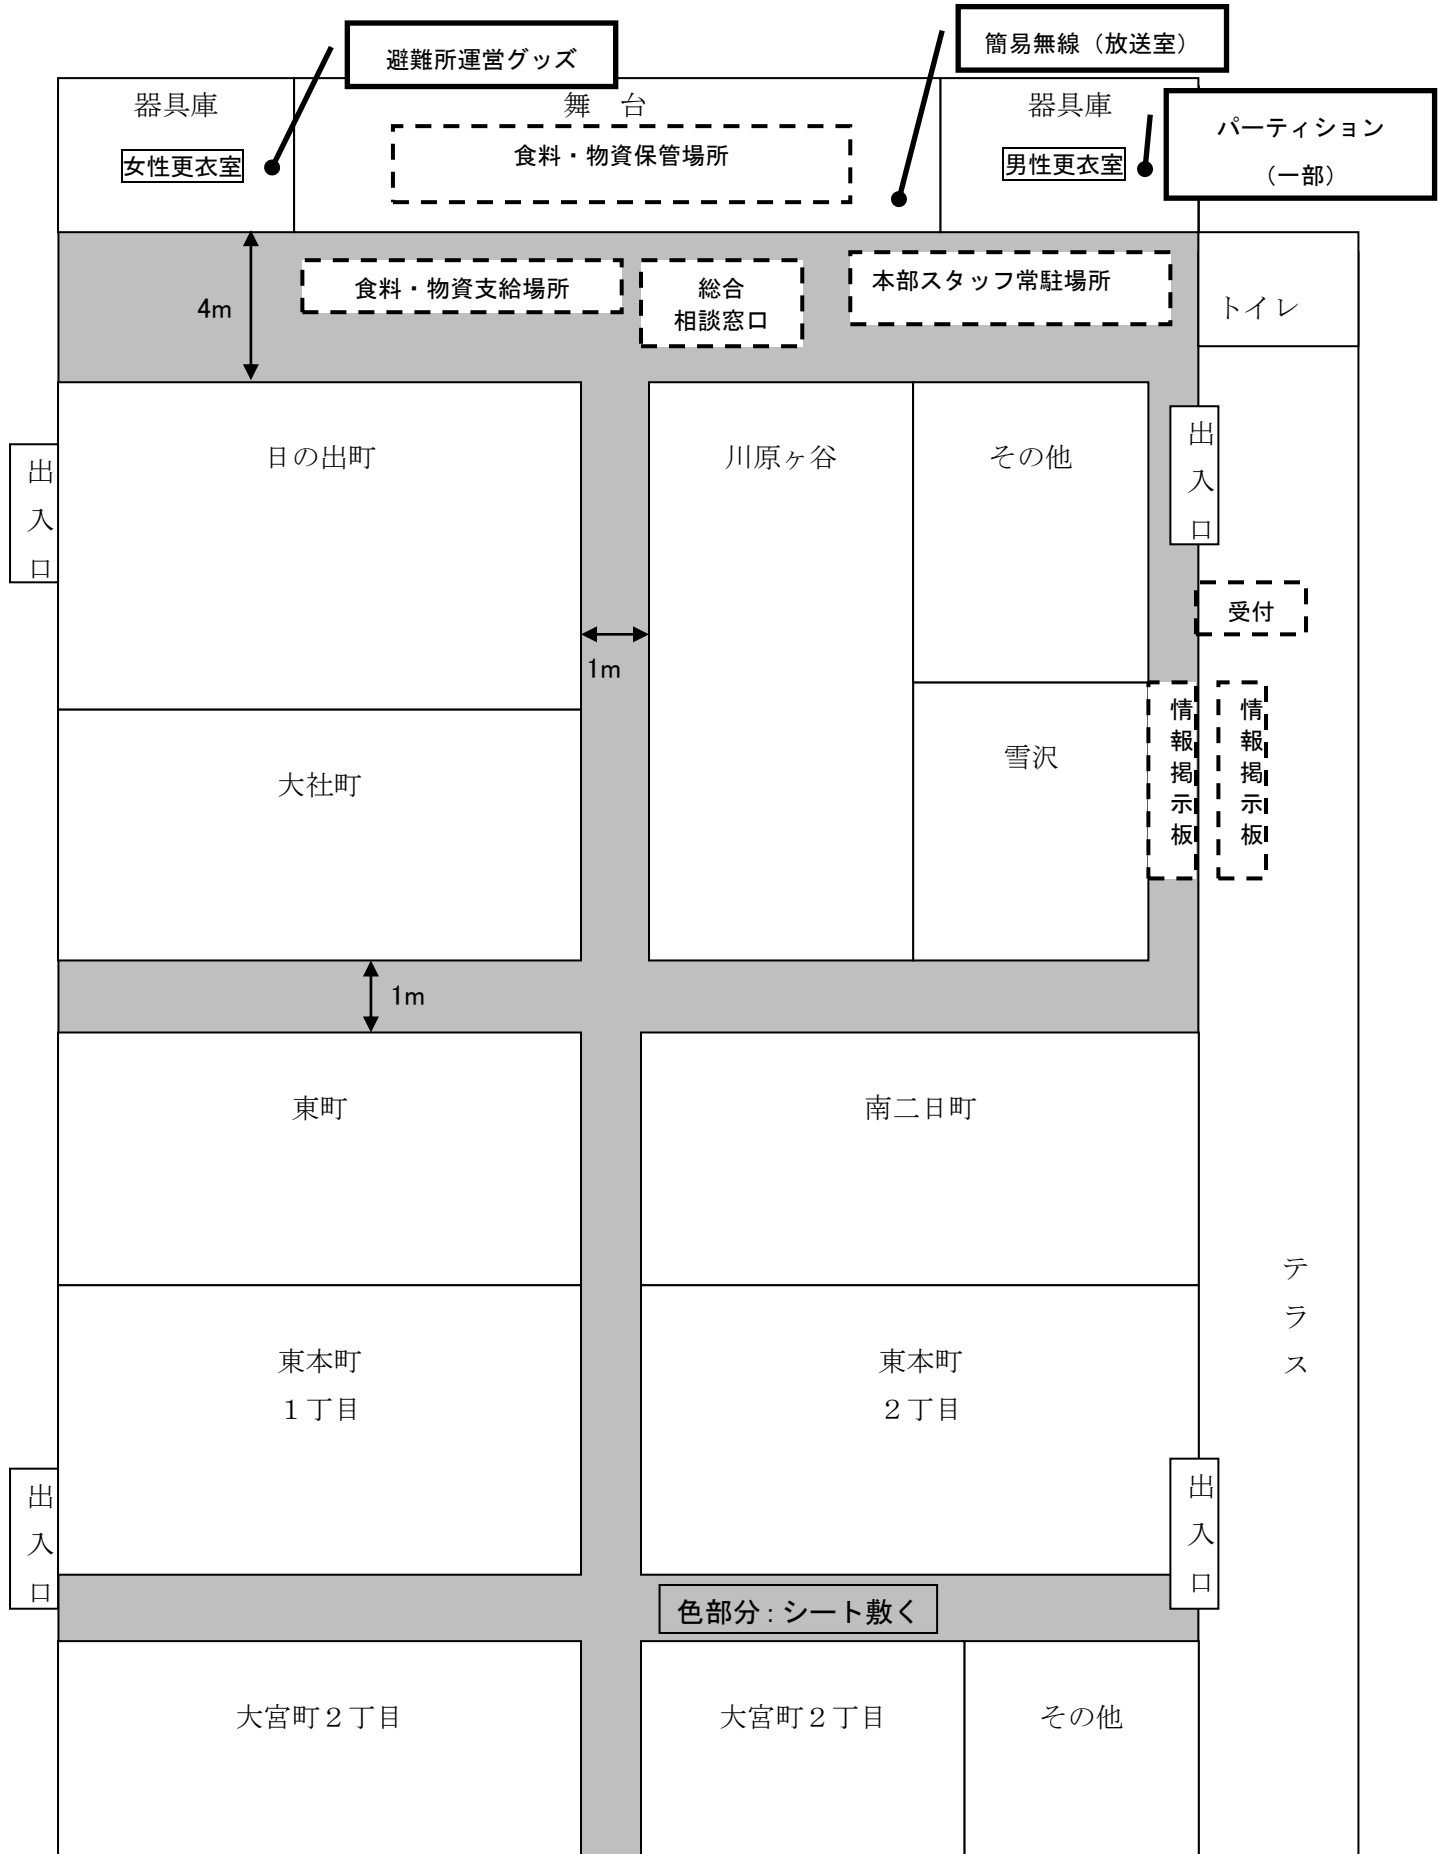 避難所運営グッズ
簡易無線（放送室）
器具庫
舞　台
器具庫
パーティション
（一部）
女性更衣室
食料・物資保管場所
男性更衣室
食料・物資支給場所
総合
相談窓口
本部スタッフ常駐場所
トイレ
4m
日の出町
川原ヶ谷
その他
出入口
出入口
受付
1m
大社町
雪沢
情報掲示板
情報掲示板
1m
東町
南二日町
テラス
東本町
１丁目
東本町
２丁目
出入口
出入口
色部分：シート敷く
大宮町２丁目
大宮町２丁目
その他